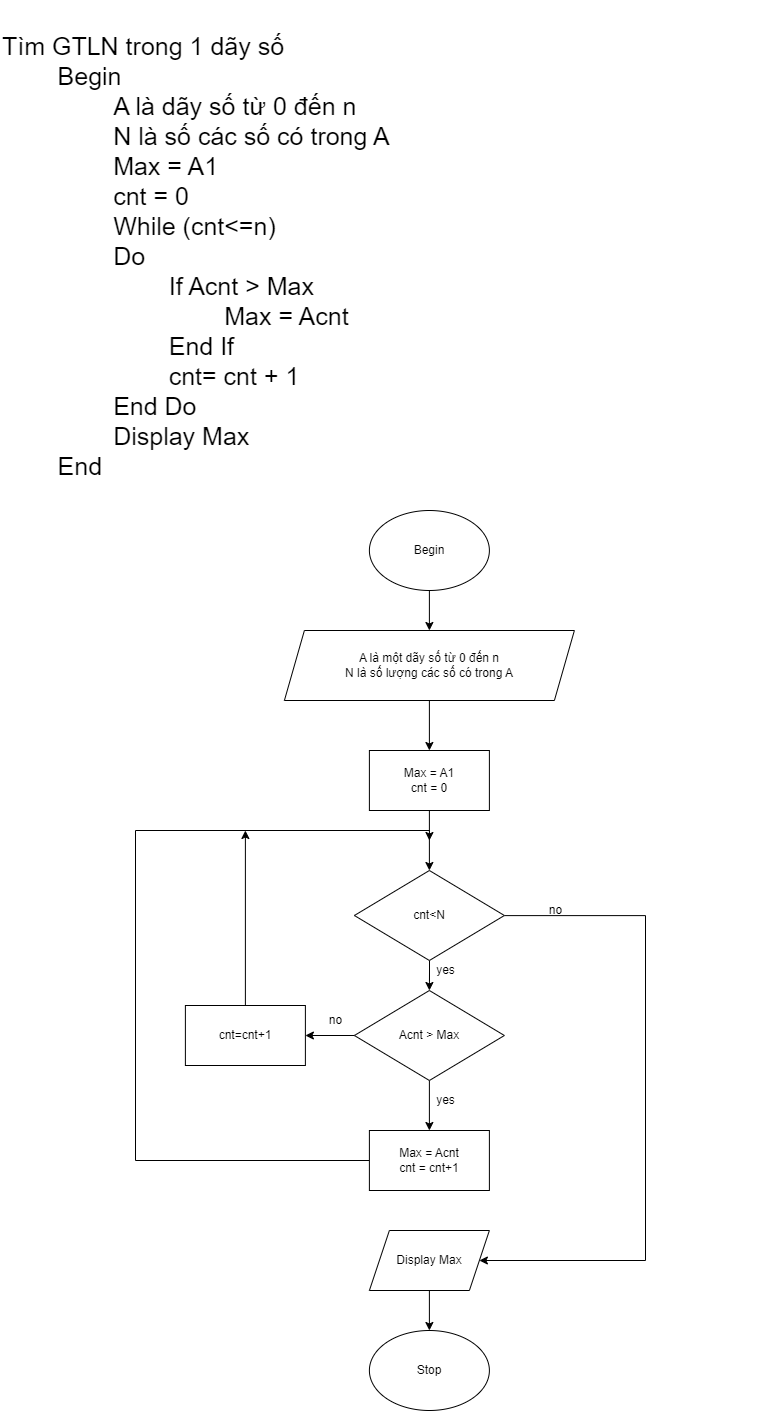 Tìm GTLN trong 1 dãy số
Begin
A là dãy số từ 0 đến n
N là số các số có trong A
Max = A1
cnt = 0
While (cnt<=n)
Do
If Acnt > Max
Max = Acnt
End If
cnt= cnt + 1
End Do
Display Max
End
Begin
A là một dãy số từ 0 đến n
N là số lượng các số có trong A
Max = A1
cnt = 0
cnt<N
no
yes
cnt=cnt+1
no
Acnt > Max
yes
Max = Acnt
cnt = cnt+1
Display Max
Stop